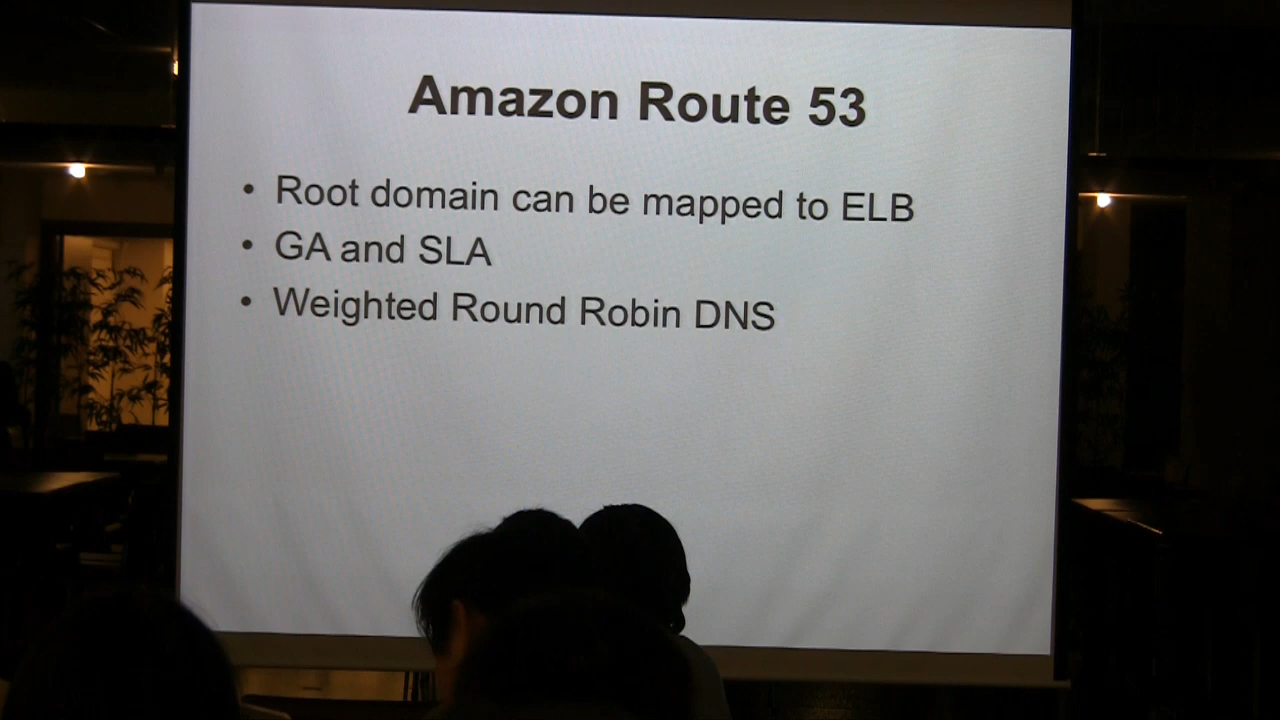 Amazon Route 53
• Root domain can be mapped to ELB
• GA and SLA
• Weighted Round Robin DNS